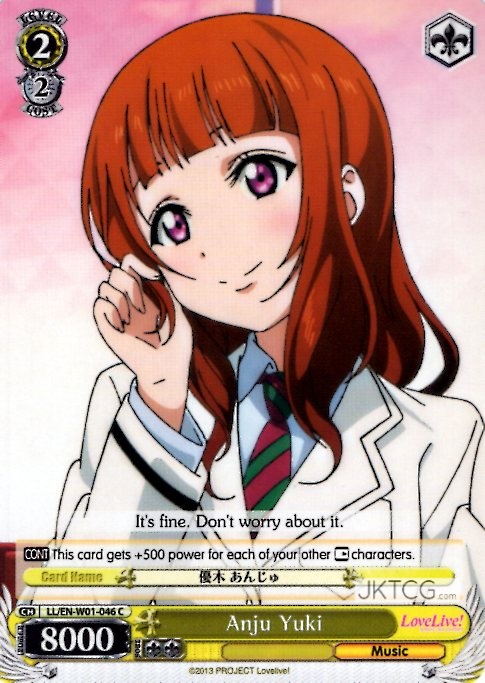 LEVEL
2
2
COST
It's fine. Don't worry about it.
CONT This card gets +500 power for each of your other characters.
Card Name 優木 あんじゅ
JKTCG.com
CH LL/EN-W01-046 C
8000
Anju Yuki
LoveLive!
Music
©2013 PROJECT Lovelive!